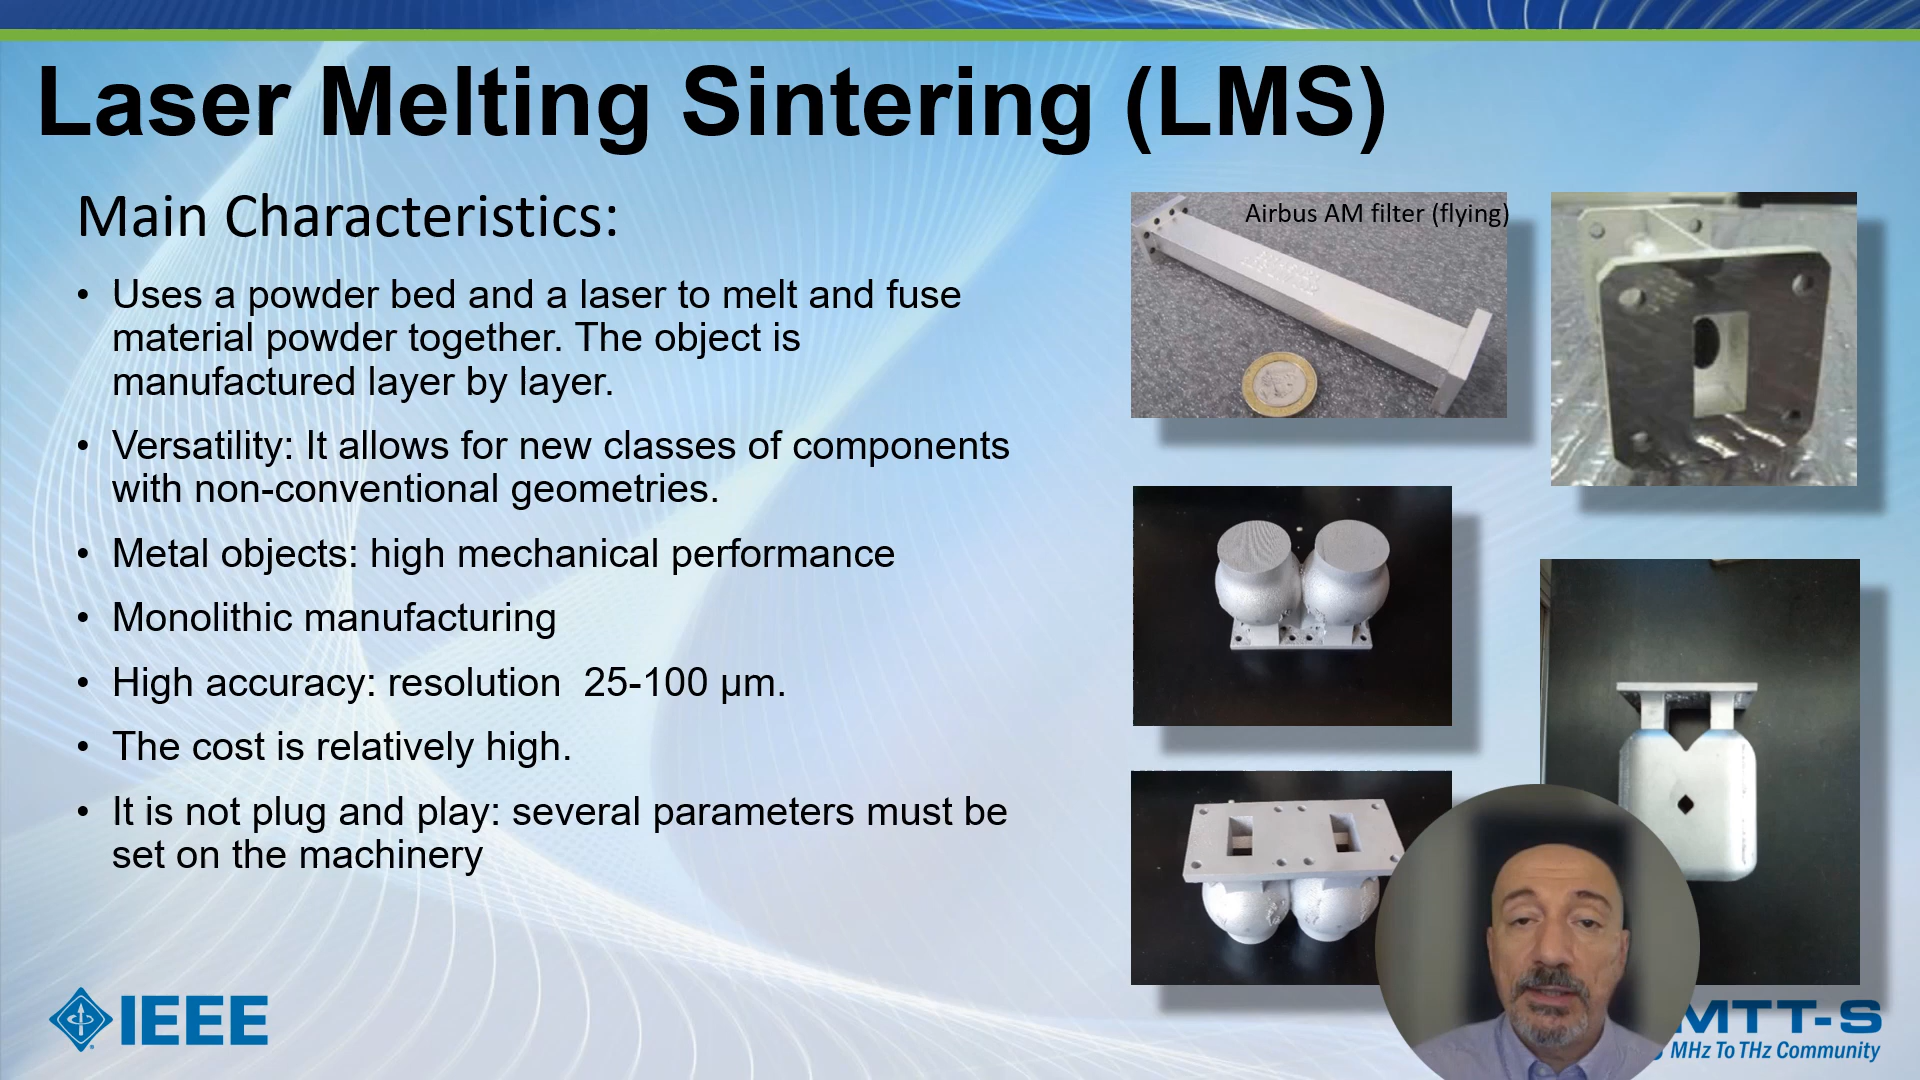 Laser Melting Sintering (LMS)
Main Characteristics:
• Uses a powder bed and a laser to melt and fuse
material powder together. The object is
manufactured layer by layer.
• Versatility: It allows for new classes of components
with non-conventional geometries.
• Metal objects: high mechanical performance
• Monolithic manufacturing
• High accuracy: resolution  25-100 µm.
• The cost is relatively high.
• It is not plug and play: several parameters must be
set on the machinery
Airbus AM filter (flying)
IEEE
MTT-S
MHz To THz Community